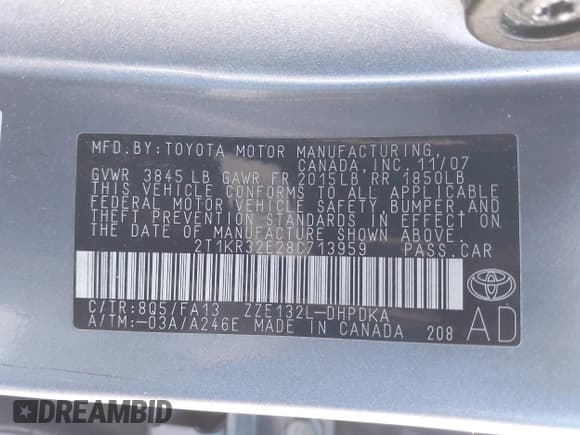 MFD.BY:TOYOTA MOTOR MANUFACTURING,
CANADA,INC. 11/07
GVWR 3845 LB GAWR FR 2015LB,RR 1850LB
THIS VEHICLE CONFORMS TO ALL APPLICABLE
FEDERAL MOTOR VEHICLE SAFETY, BUMPER,AND
THEFT PREVENTION STANDARDS IN EFFECT ON
THE DATE OF MANUFACTURE SHOWN ABOVE.
2T1KR32E28C713959 PASS.CAR
C/TR:8Q5/FA13 ZZE132L-DHPDKA
A/TM:-03A/A246E MADE IN CANADA 208
AD
DREAMBID